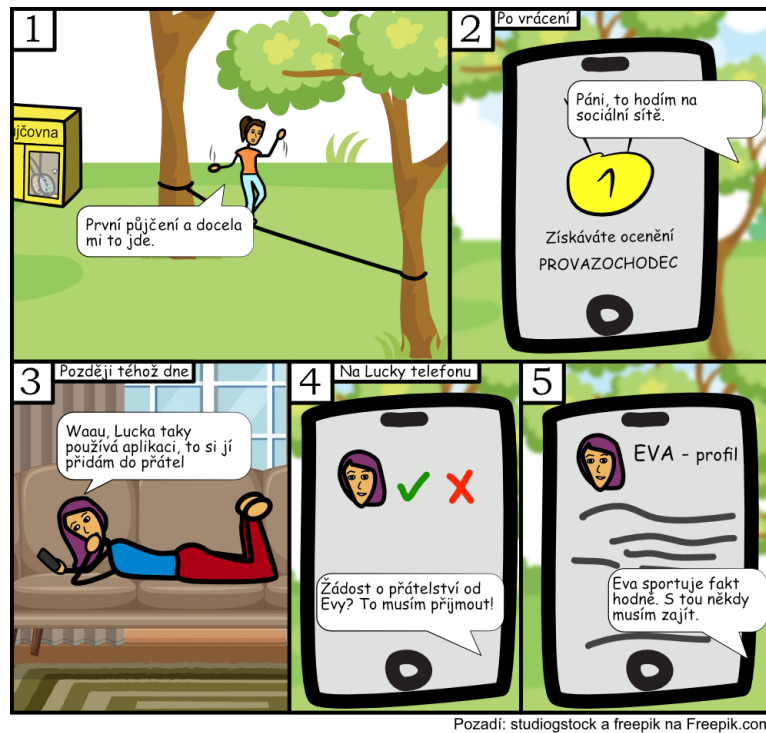 1
ůjčovna
První půjčení a docela
mi to jde.
2
Po vrácení
Páni, to hodím na
sociální sítě.
1
Získáváte ocenění
PROVAZOCHODEC
3
Později téhož dne
Waau, Lucka taky
používá aplikaci, to si jí
přidám do přátel
4
Na Lucky telefonu
Žádost o přátelství od
Evy? To musím přijmout!
5
EVA - profil
Eva sportuje fakt
hodně. S tou někdy
musím zajít.
Pozadí: studiogstock a freepik na Freepik.com